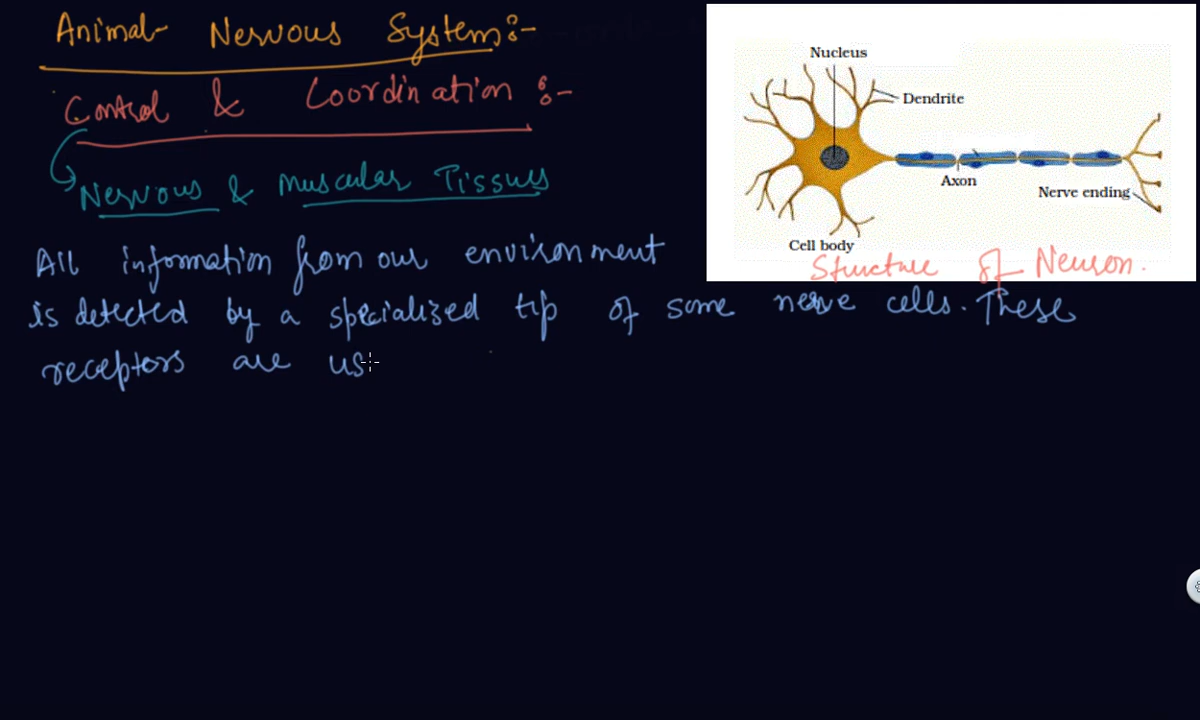 Animal Nervous System:-
Control & Coordination :-
Nervous & Muscular Tissues
All information from our environment
is detected by a specialized tip of some nerve cells. These
receptors are us
Nucleus
Dendrite
Axon
Nerve ending
Cell body
Structure of Neuron.